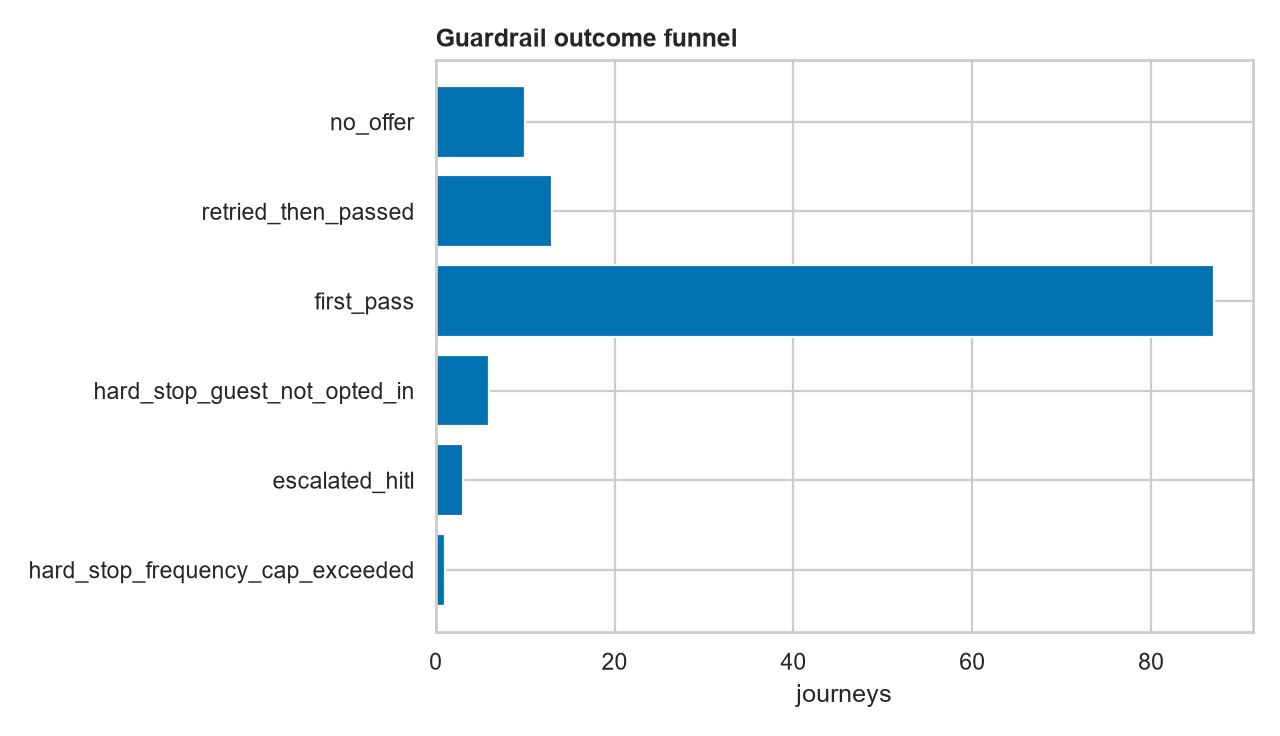 Guardrail outcome funnel
no_offer
retried_then_passed
first_pass
hard_stop_guest_not_opted_in
escalated_hitl
hard_stop_frequency_cap_exceeded
0 20 40 60 80
journeys